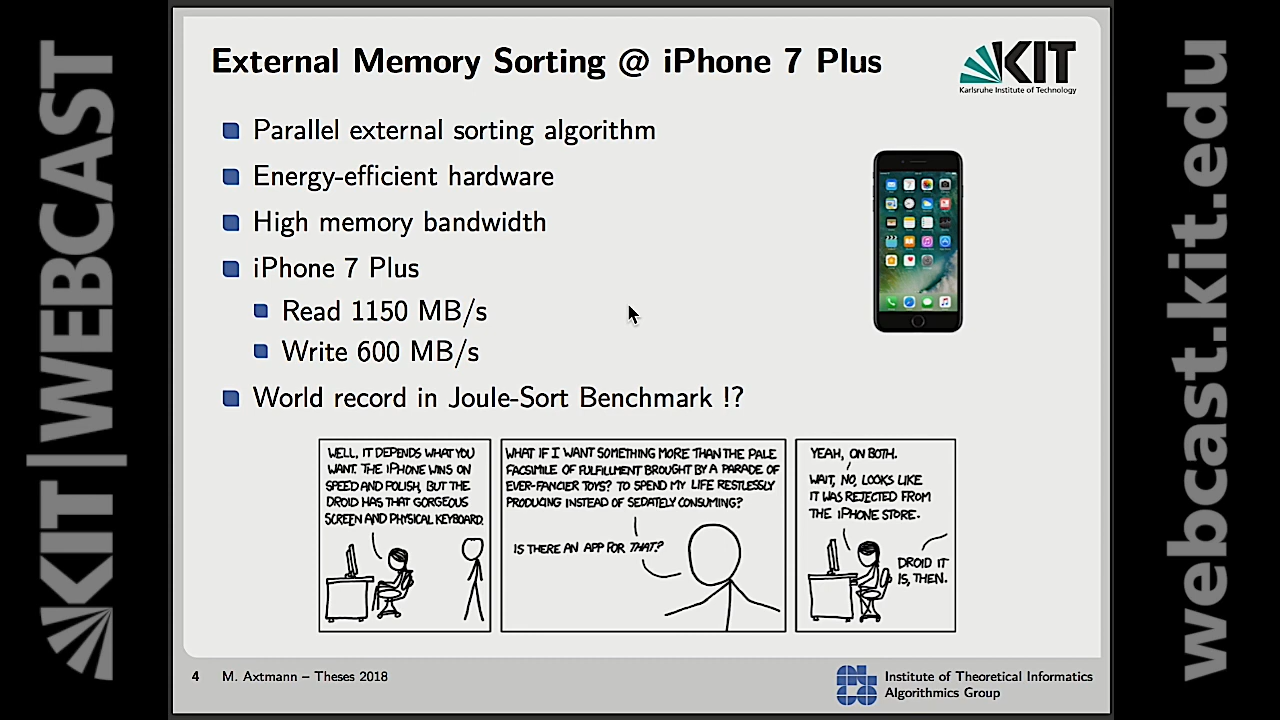 External Memory Sorting @ iPhone 7 Plus
KIT
Karlsruhe Institute of Technology
Parallel external sorting algorithm
Energy-efficient hardware
High memory bandwidth
iPhone 7 Plus
Read 1150 MB/s
Write 600 MB/s
World record in Joule-Sort Benchmark !?
WELL, IT DEPENDS WHAT YOU
WANT. THE IPHONE WINS ON
SPEED AND POLISH, BUT THE
DROID HAS THAT GORGEOUS
SCREEN AND PHYSICAL KEYBOARD.
WHAT IF I WANT SOMETHING MORE THAN THE PALE
FACSIMILE OF FULFILLMENT BROUGHT BY A PARADE OF
EVER-FANCIER TOYS? TO SPEND MY LIFE RESTLESSLY
PRODUCING INSTEAD OF SEDATELY CONSUMING?
IS THERE AN APP FOR THAT?
YEAH, ON BOTH.
WAIT, NO, LOOKS LIKE
IT WAS REJECTED FROM
THE IPHONE STORE.
DROID IT
IS, THEN.
4 M. Axtmann – Theses 2018
Institute of Theoretical Informatics
Algorithmics Group
KIT|WEBCAST
webcast.kit.edu